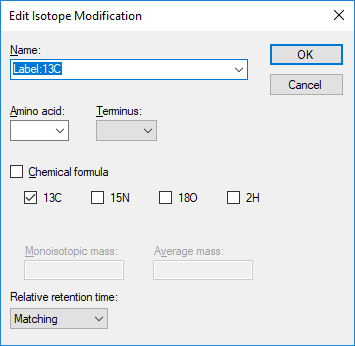 Edit Isotope Modification
Name:
Label:13C
OK
Cancel
Amino acid: Terminus:
Chemical formula
13C 15N 18O 2H
Monoisotopic mass: Average mass:
Relative retention time:
Matching